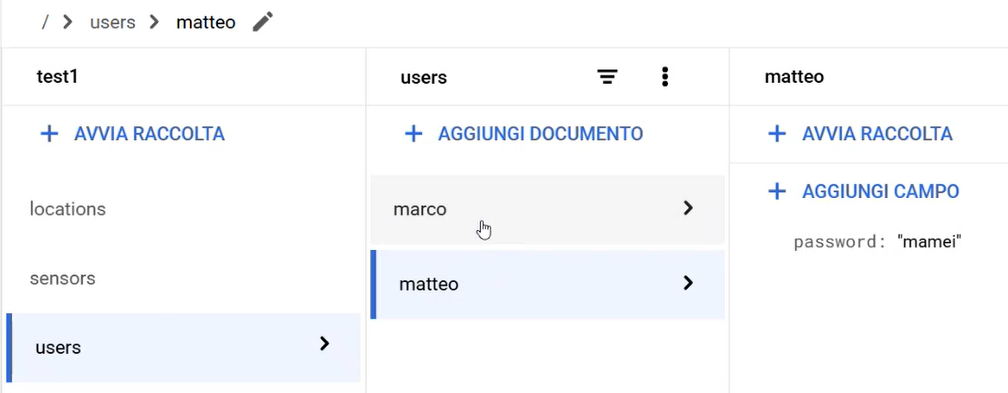 / > users > matteo
test1
users
matteo
+ AVVIA RACCOLTA
+ AGGIUNGI DOCUMENTO
+ AVVIA RACCOLTA
locations
sensors
users
marco
matteo
+ AGGIUNGI CAMPO
password: "mamei"